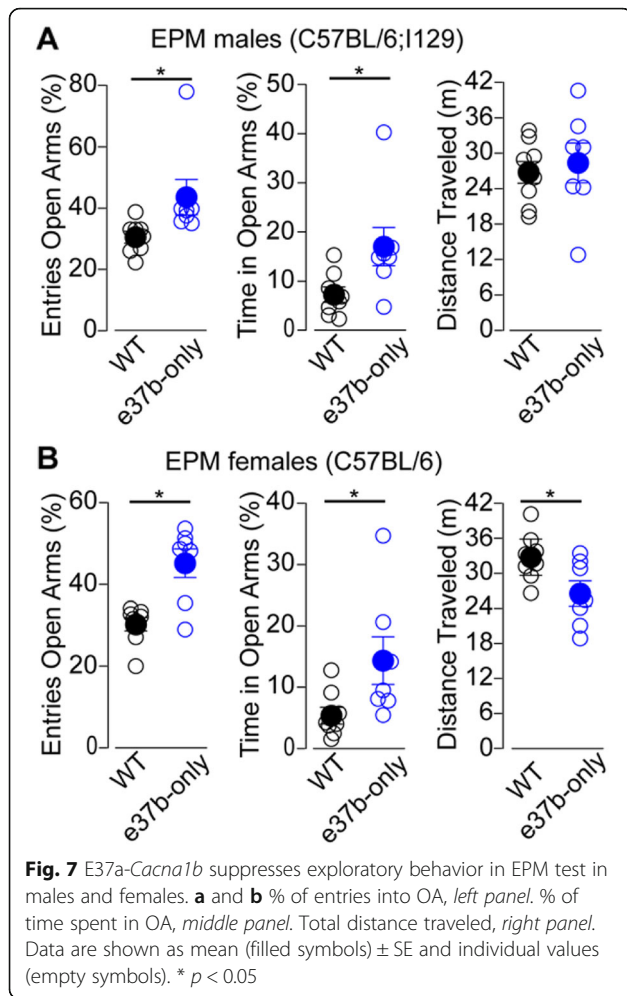 A EPM males (C57BL/6;I129)
* *
Entries Open Arms (%)
80
60
40
20
0
WT
e37b-only
Time in Open Arms (%)
50
40
30
20
10
0
WT
e37b-only
Distance Traveled (m)
42
36
30
24
18
12
6
0
WT
e37b-only
B EPM females (C57BL/6)
* * *
Entries Open Arms (%)
60
40
20
0
WT
e37b-only
Time in Open Arms (%)
40
30
20
10
0
WT
e37b-only
Distance Traveled (m)
42
36
30
24
18
12
6
0
WT
e37b-only
Fig. 7 E37a-Cacna1b suppresses exploratory behavior in EPM test in
males and females. a and b % of entries into OA, left panel. % of
time spent in OA, middle panel. Total distance traveled, right panel.
Data are shown as mean (filled symbols) ± SE and individual values
(empty symbols). * p < 0.05